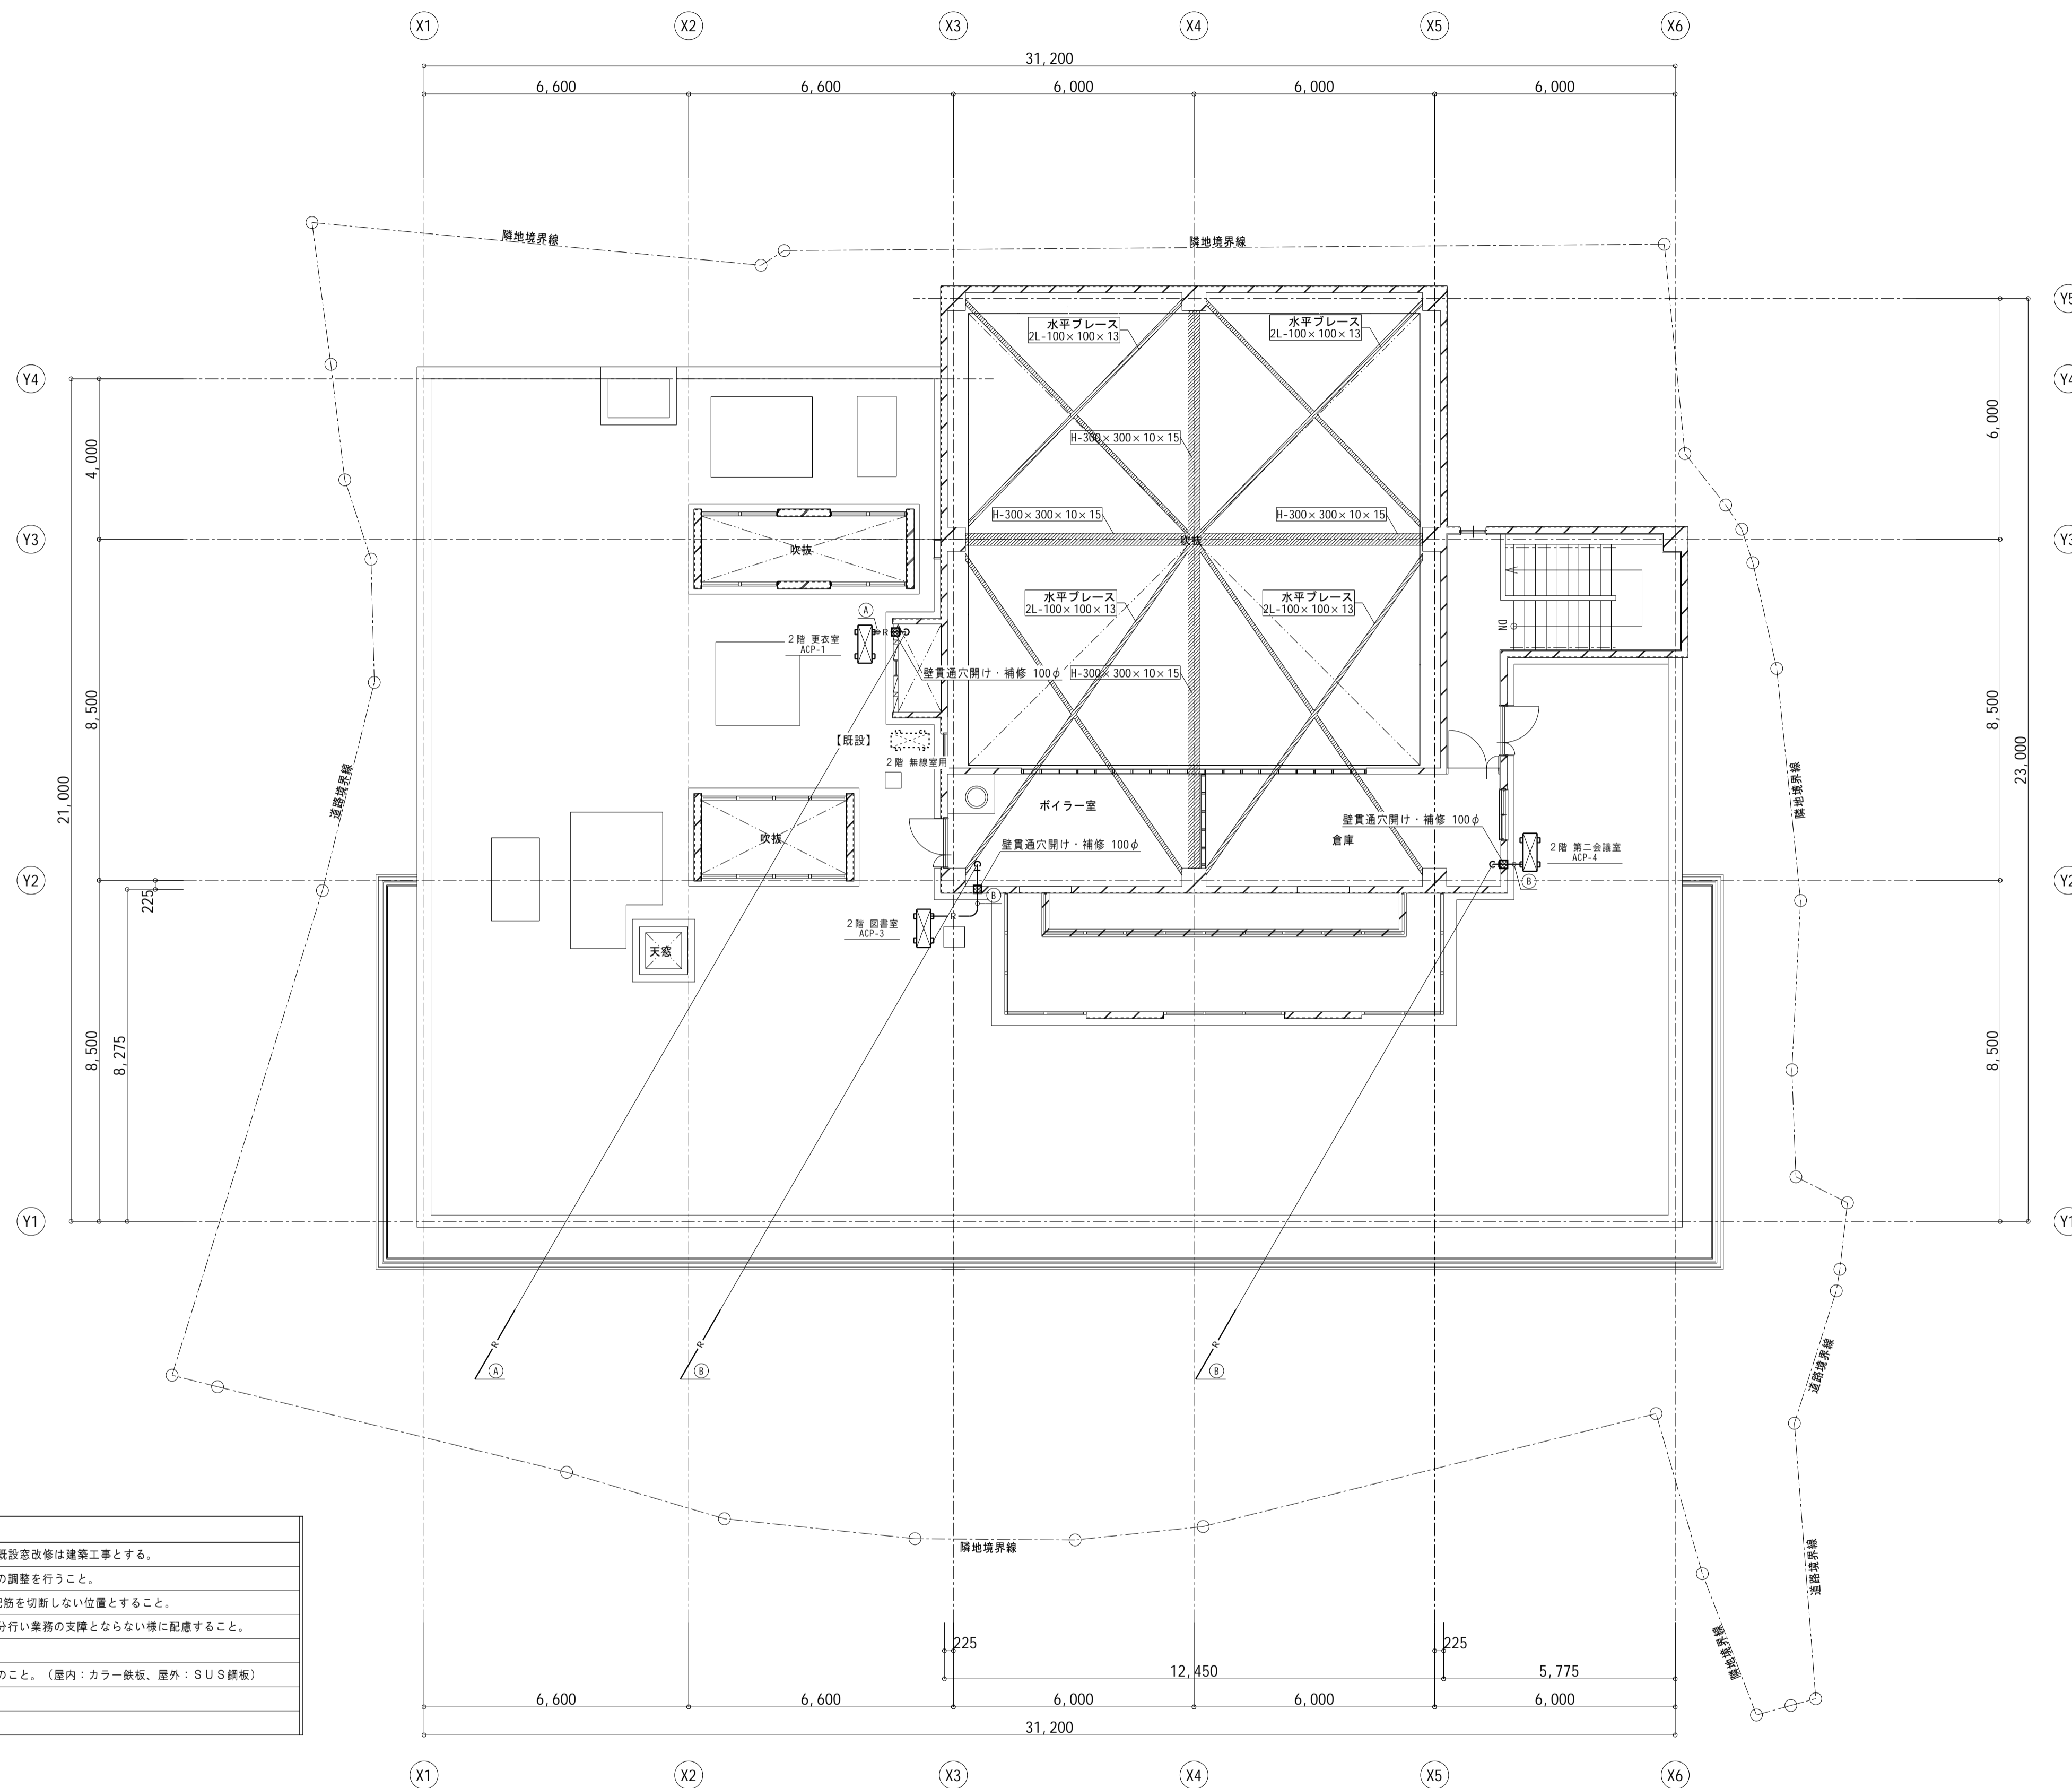 X1 X2 X3 X4 X5 X6
31,200
6,600 6,600 6,000 6,000 6,000
隣地境界線
隣地境界線
Y5
水平ブレース
2L-100×100×13
水平ブレース
2L-100×100×13
Y4
Y4
4,000
6,000
H-300×300×10×15
H-300×300×10×15
H-300×300×10×15
Y3
Y3
吹抜
吹抜
水平ブレース
2L-100×100×13
水平ブレース
2L-100×100×13
A
R
2階 更衣室
ACP-1
DN
壁貫通穴開け・補修 100φ
H-300×300×10×15
8,500
8,500
【既設】
2階 無線室用
21,000
23,000
道路境界線
隣地境界線
ボイラー室
吹抜
壁貫通穴開け・補修 100φ
倉庫
壁貫通穴開け・補修 100φ
2階 第二会議室
ACP-4
B
Y2
Y2
225
B
R
2階 図書室
ACP-3
天窓
8,500
8,275
8,500
Y1
Y1
R
A
R
B
R
B
道路境界線
隣地境界線
道路境界線
隣地境界線
既設窓改修は建築工事とする。
の調整を行うこと。
配筋を切断しない位置とすること。
分行い業務の支障とならない様に配慮すること。
のこと。（屋内：カラー鉄板、屋外：ＳＵＳ鋼板）
225
225
12,450
5,775
6,600 6,600 6,000 6,000 6,000
31,200
X1 X2 X3 X4 X5 X6